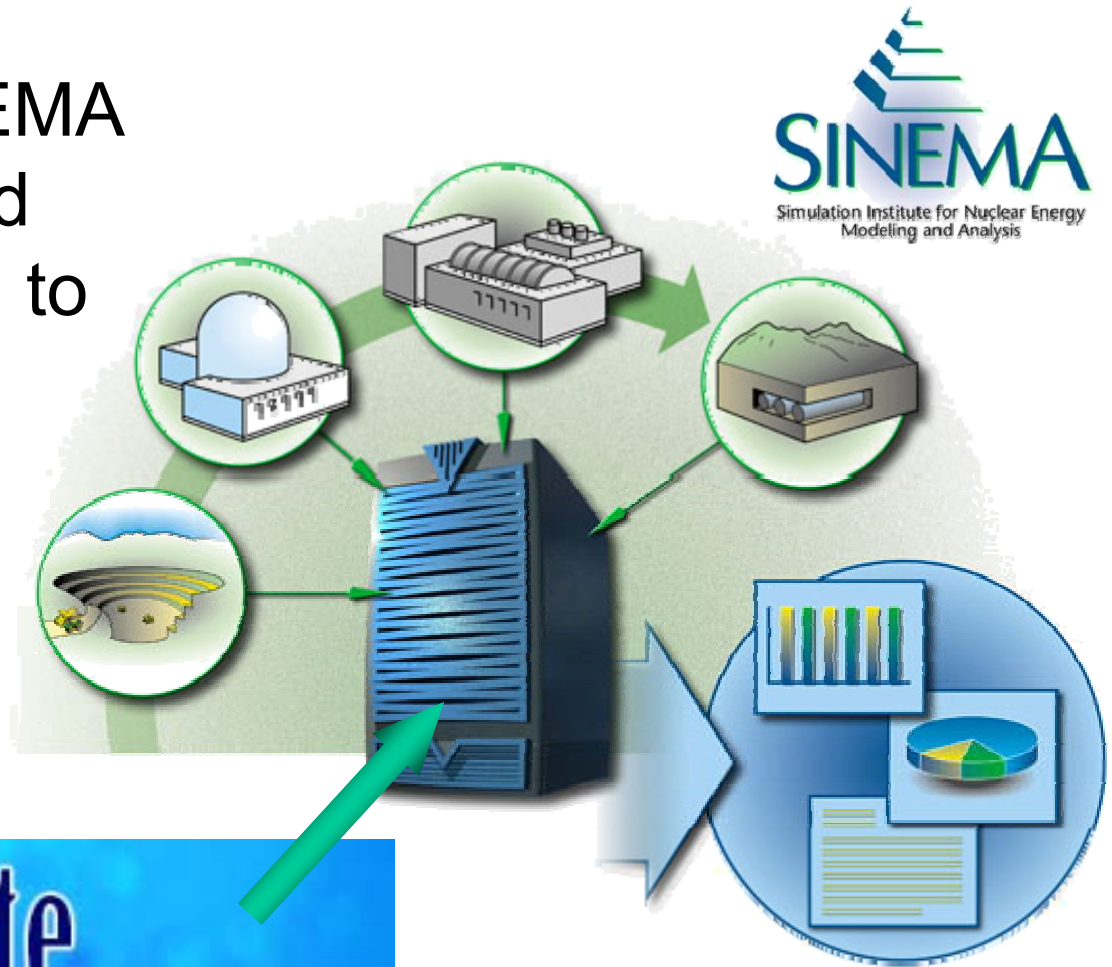 EMA
d
to
SINEMA
Simulation Institute for Nuclear Energy
Modeling and Analysis
te